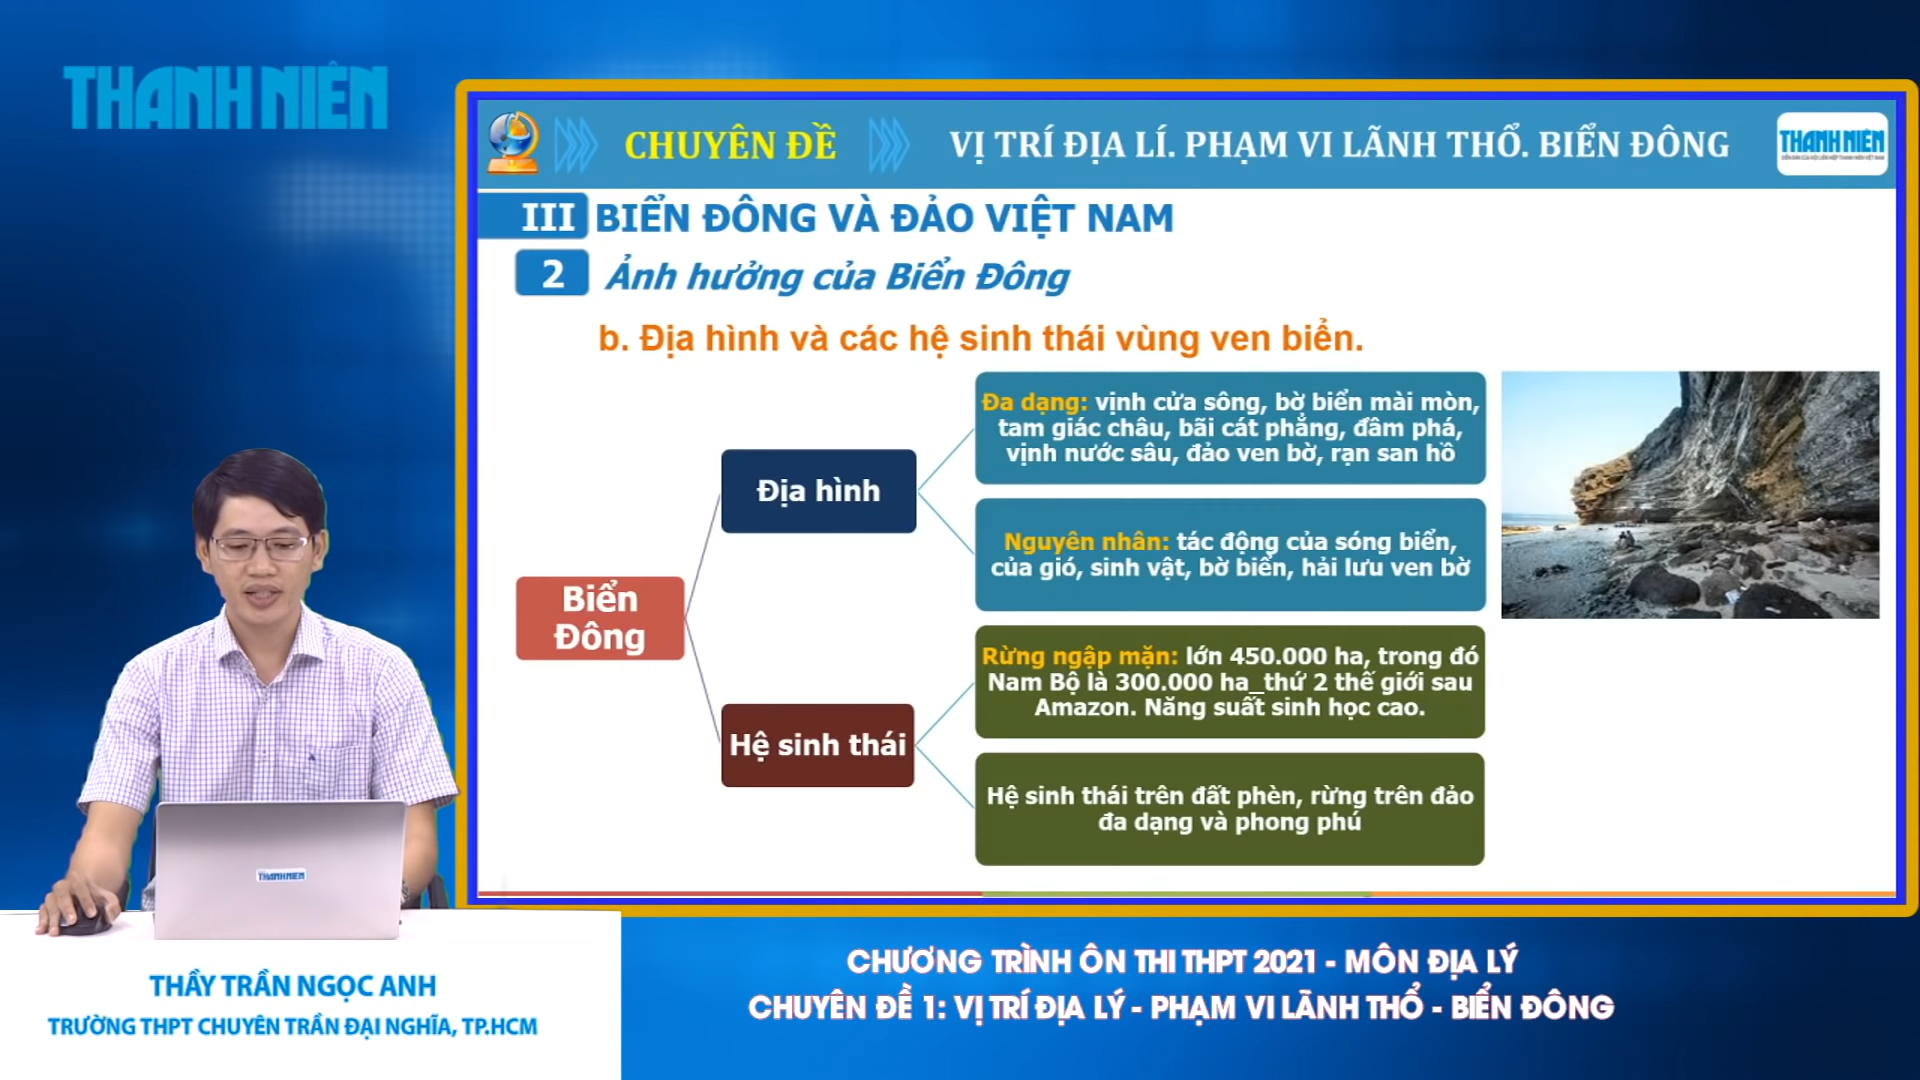 THANH NIÊN
CHUYÊN ĐỀ
VỊ TRÍ ĐỊA LÍ. PHẠM VI LÃNH THỔ. BIỂN ĐÔNG
THANH NIÊN
III BIỂN ĐÔNG VÀ ĐẢO VIỆT NAM
2 Ảnh hưởng của Biển Đông
b. Địa hình và các hệ sinh thái vùng ven biển.
Biển
Đông
Địa hình
Đa dạng: vịnh cửa sông, bờ biển mài mòn,
tam giác châu, bãi cát phẳng, đầm phá,
vịnh nước sâu, đảo ven bờ, rạn san hô
Nguyên nhân: tác động của sóng biển,
của gió, sinh vật, bờ biển, hải lưu ven bờ
Hệ sinh thái
Rừng ngập mặn: lớn 450.000 ha, trong đó
Nam Bộ là 300.000 ha_thứ 2 thế giới sau
Amazon. Năng suất sinh học cao.
Hệ sinh thái trên đất phèn, rừng trên đảo
đa dạng và phong phú
THANH NIÊN
THẦY TRẦN NGỌC ANH
TRƯỜNG THPT CHUYÊN TRẦN ĐẠI NGHĨA, TP.HCM
CHƯƠNG TRÌNH ÔN THI THPT 2021 - MÔN ĐỊA LÝ
CHUYÊN ĐỀ 1: VỊ TRÍ ĐỊA LÝ - PHẠM VI LÃNH THỔ - BIỂN ĐÔNG